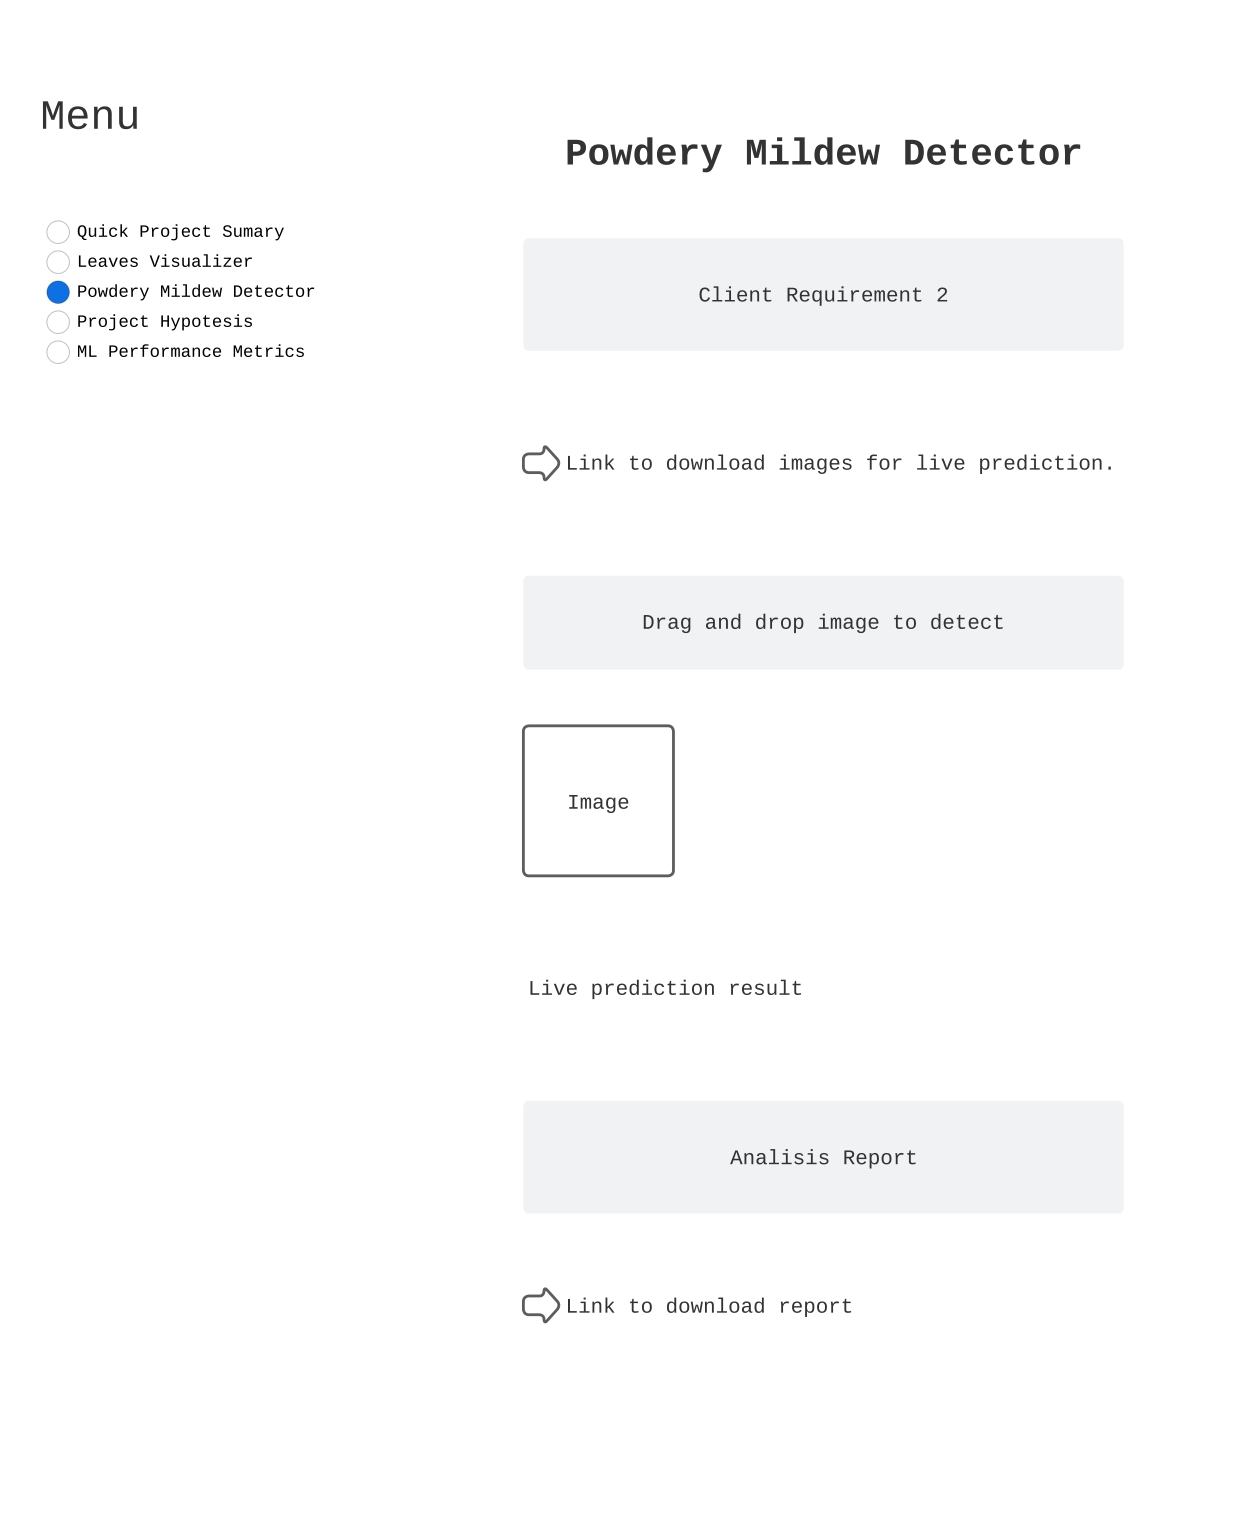 Menu
Powdery Mildew Detector
Quick Project Sumary
Leaves Visualizer
Powdery Mildew Detector
Project Hypotesis
ML Performance Metrics
Client Requirement 2
Link to download images for live prediction.
Drag and drop image to detect
Image
Live prediction result
Analisis Report
Link to download report